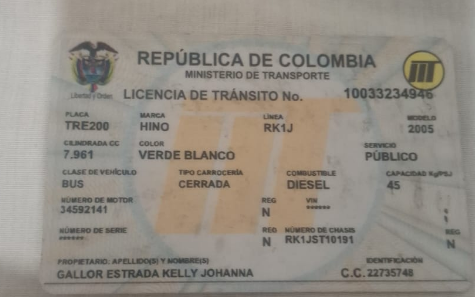 REPÚBLICA DE COLOMBIA
MINISTERIO DE TRANSPORTE
Libertad y Orden
LICENCIA DE TRÁNSITO No. 10033234946
PLACA MARCA LÍNEA MODELO
TRE200 HINO RK1J 2005
CILINDRADA CC COLOR SERVICIO
7.961 VERDE BLANCO PÚBLICO
CLASE DE VEHÍCULO TIPO CARROCERÍA COMBUSTIBLE CAPACIDAD Kg/PSJ
BUS CERRADA DIESEL 45
NÚMERO DE MOTOR REG VIN
34592141 N ******
NÚMERO DE SERIE REG NÚMERO DE CHASIS REG
****** N RK1JST10191 N
PROPIETARIO: APELLIDO(S) Y NOMBRE(S) IDENTIFICACIÓN
GALLOR ESTRADA KELLY JOHANNA C.C. 22735748